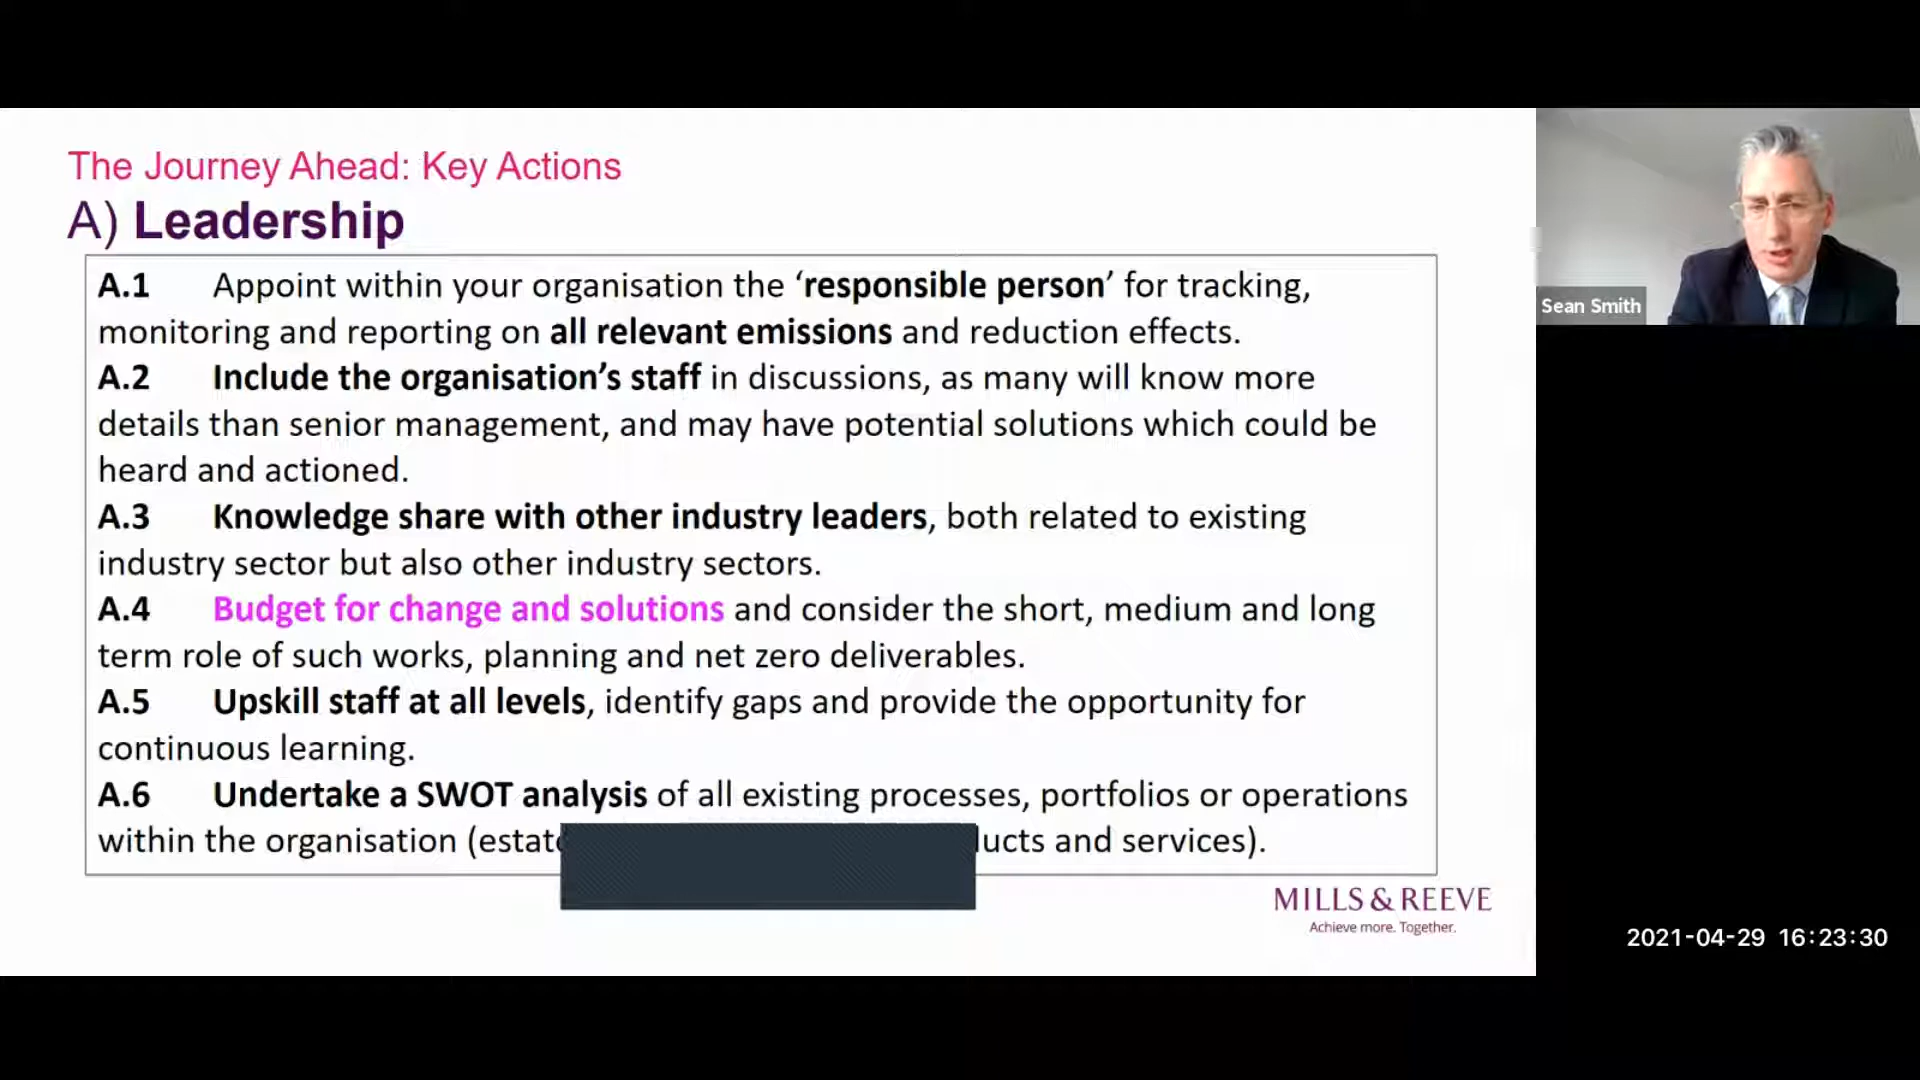 The Journey Ahead: Key Actions
A) Leadership
A.1 Appoint within your organisation the ‘responsible person’ for tracking,
monitoring and reporting on all relevant emissions and reduction effects.
A.2 Include the organisation’s staff in discussions, as many will know more
details than senior management, and may have potential solutions which could be
heard and actioned.
A.3 Knowledge share with other industry leaders, both related to existing
industry sector but also other industry sectors.
A.4 Budget for change and solutions and consider the short, medium and long
term role of such works, planning and net zero deliverables.
A.5 Upskill staff at all levels, identify gaps and provide the opportunity for
continuous learning.
A.6 Undertake a SWOT analysis of all existing processes, portfolios or operations
within the organisation and services).
MILLS & REEVE
Achieve more. Together.
Sean Smith
2021-04-29 16:23:30